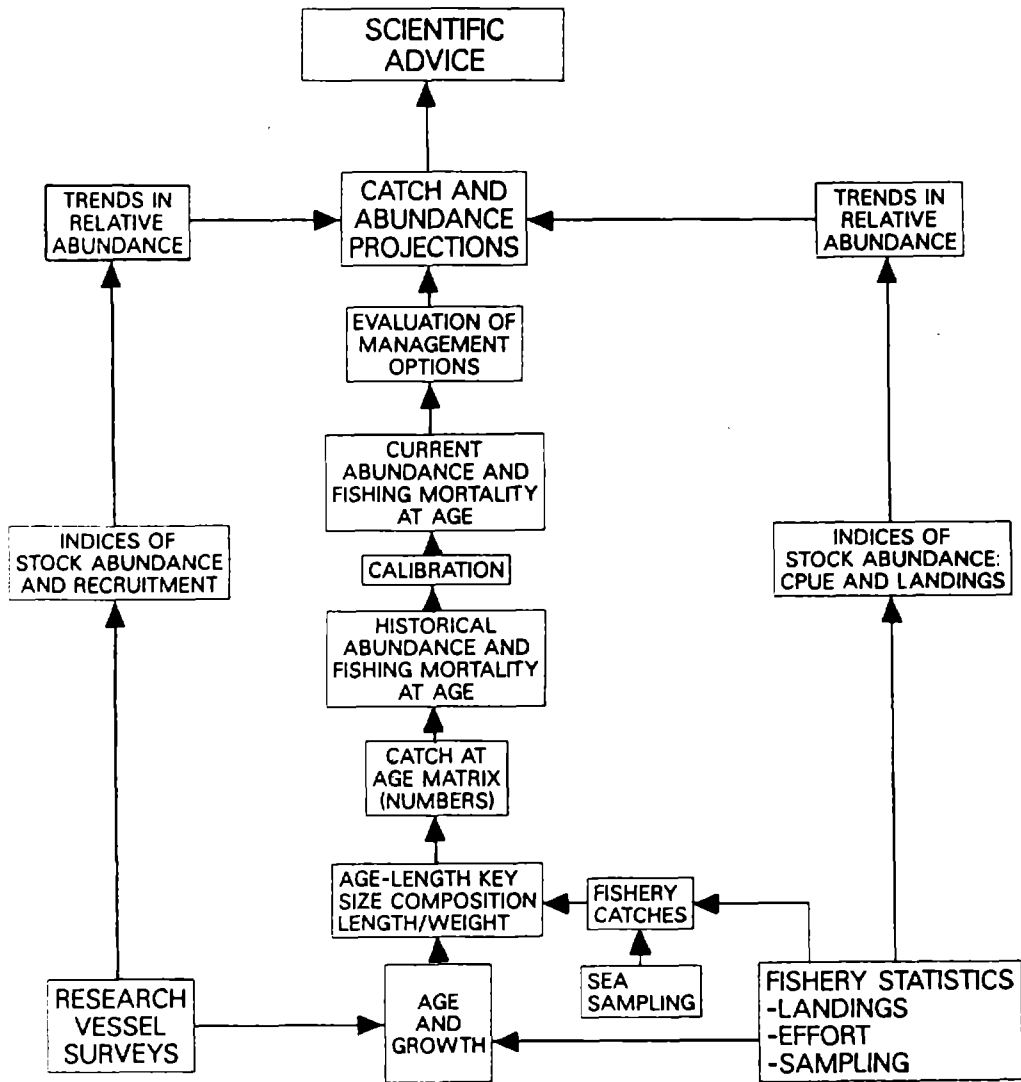 SCIENTIFIC
ADVICE
TRENDS IN
RELATIVE
ABUNDANCE
CATCH AND
ABUNDANCE
PROJECTIONS
TRENDS IN
RELATIVE
ABUNDANCE
EVALUATION OF
MANAGEMENT
OPTIONS
CURRENT
ABUNDANCE AND
FISHING MORTALITY
AT AGE
INDICES OF
STOCK ABUNDANCE
AND RECRUITMENT
CALIBRATION
INDICES OF
STOCK ABUNDANCE:
CPUE AND LANDINGS
HISTORICAL
ABUNDANCE AND
FISHING MORTALITY
AT AGE
CATCH AT
AGE MATRIX
(NUMBERS)
AGE-LENGTH KEY
SIZE COMPOSITION
LENGTH/WEIGHT
FISHERY
CATCHES
RESEARCH
VESSEL
SURVEYS
AGE
AND
GROWTH
SEA
SAMPLING
FISHERY STATISTICS
-LANDINGS
-EFFORT
-SAMPLING